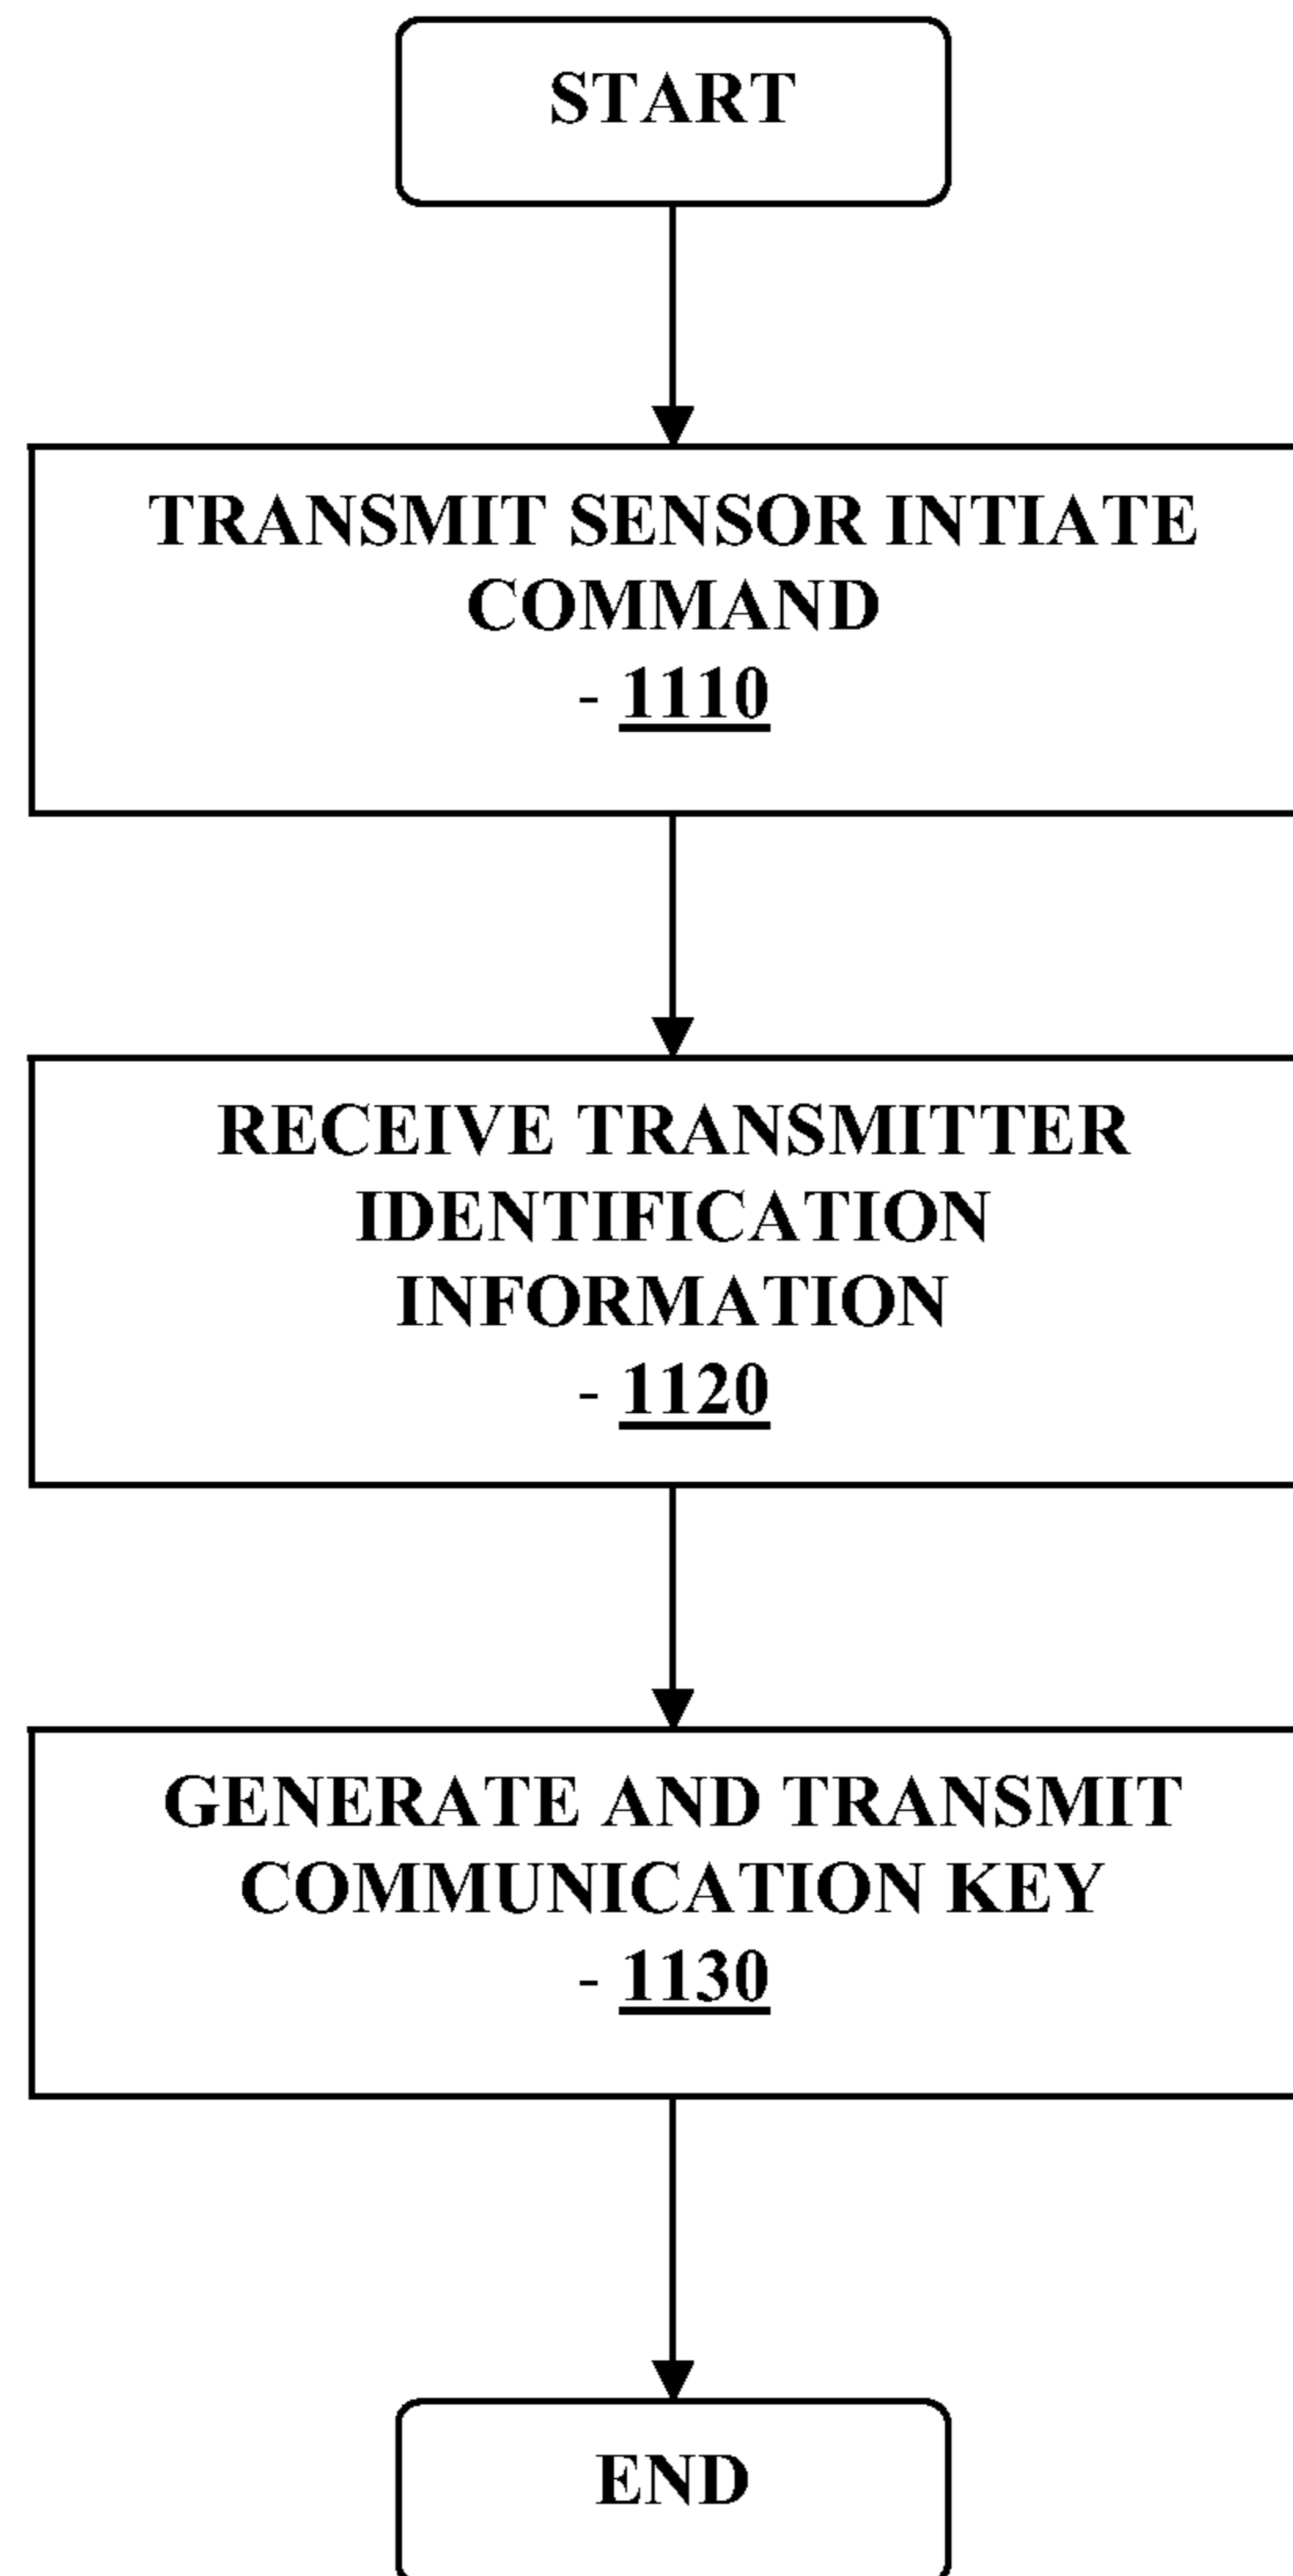 START
TRANSMIT SENSOR INTIATE
COMMAND
- 1110
RECEIVE TRANSMITTER
IDENTIFICATION
INFORMATION
- 1120
GENERATE AND TRANSMIT
COMMUNICATION KEY
- 1130
END